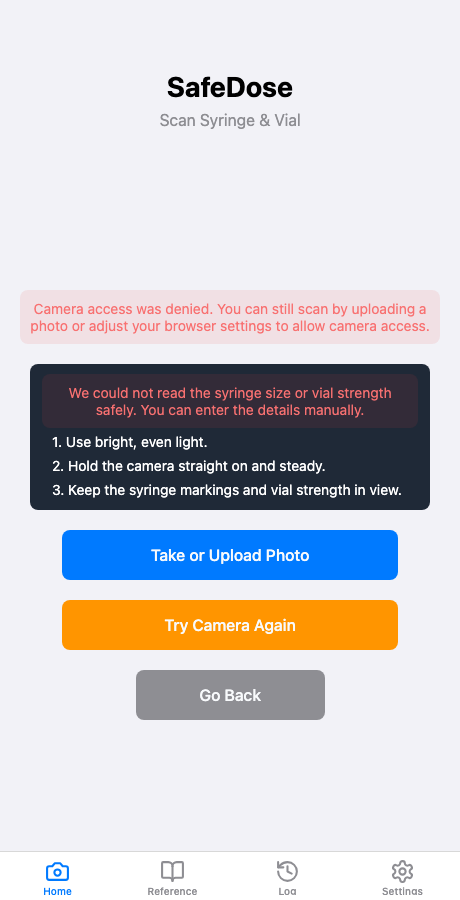 SafeDose
Scan Syringe & Vial
Camera access was denied. You can still scan by uploading a
photo or adjust your browser settings to allow camera access.
We could not read the syringe size or vial strength
safely. You can enter the details manually.
1. Use bright, even light.
2. Hold the camera straight on and steady.
3. Keep the syringe markings and vial strength in view.
Take or Upload Photo
Try Camera Again
Go Back
Home Reference Log Settings